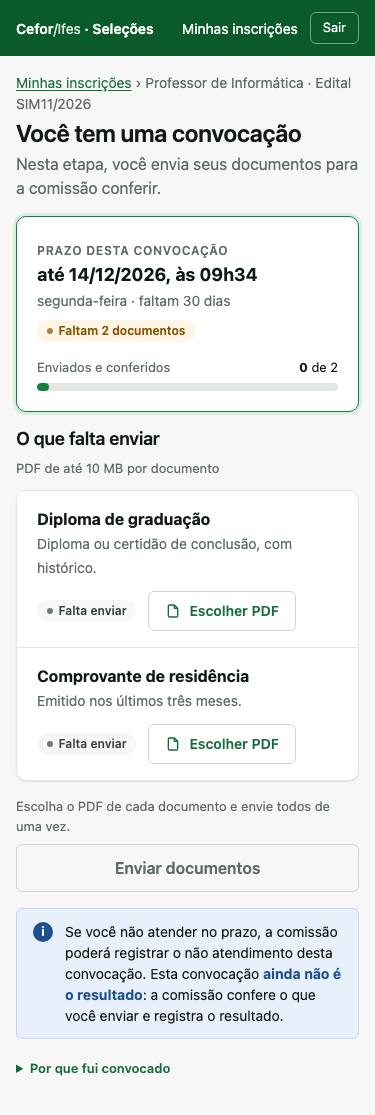 Cefor/Ifes · Seleções Minhas inscrições Sair
Minhas inscrições › Professor de Informática · Edital
SIM11/2026
Você tem uma convocação
Nesta etapa, você envia seus documentos para
a comissão conferir.
PRAZO DESTA CONVOCAÇÃO
até 14/12/2026, às 09h34
segunda-feira · faltam 30 dias
Faltam 2 documentos
Enviados e conferidos 0 de 2
O que falta enviar
PDF de até 10 MB por documento
Diploma de graduação
Diploma ou certidão de conclusão, com
histórico.
Falta enviar Escolher PDF
Comprovante de residência
Emitido nos últimos três meses.
Falta enviar Escolher PDF
Escolha o PDF de cada documento e envie todos de
uma vez.
Enviar documentos
i Se você não atender no prazo, a comissão
poderá registrar o não atendimento desta
convocação. Esta convocação ainda não é
o resultado: a comissão confere o que
você enviar e registra o resultado.
Por que fui convocado